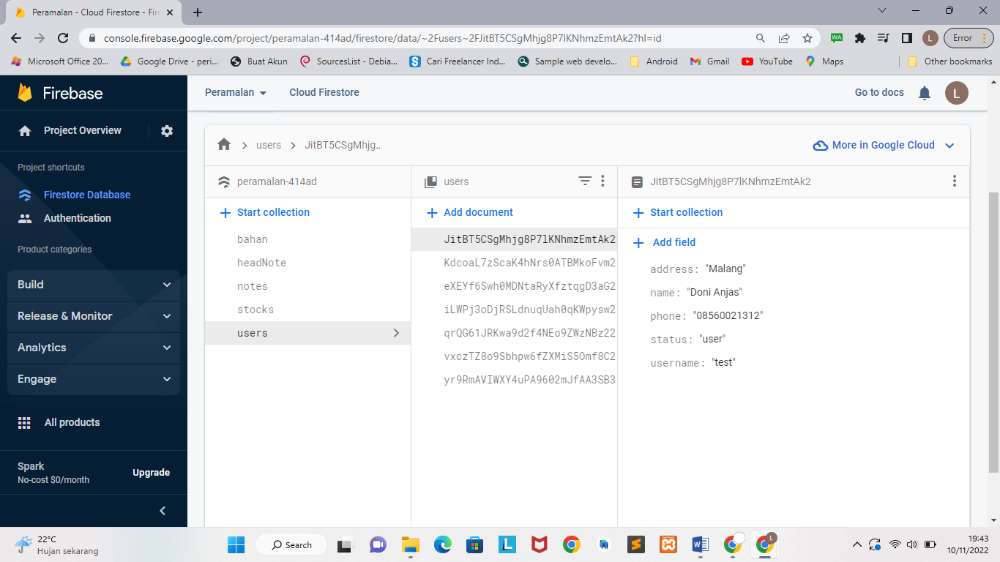 Peramalan - Cloud Firestore - Fire
console.firebase.google.com/project/peramalan-414ad/firestore/data/~2Fusers~2FJitBT5CSgMhjg8P7lKNhmzEmtAk2?hl=id
WA
L
Error
Microsoft Office 20...
Google Drive - peri...
Buat Akun
SourcesList - Debia...
Cari Freelancer Ind...
Sample web develo...
Android
Gmail
YouTube
Maps
Other bookmarks
Firebase
Peramalan
Cloud Firestore
Go to docs
L
Project Overview
Project shortcuts
Firestore Database
Authentication
Product categories
Build
Release & Monitor
Analytics
Engage
All products
Spark
No-cost $0/month
Upgrade
users
JitBT5CSgMhjg..
More in Google Cloud
peramalan-414ad
Start collection
bahan
headNote
notes
stocks
users
users
Add document
JitBT5CSgMhjg8P7lKNhmzEmtAk2
KdcoaL7zScaK4hNrs0ATBMkoFvm2
eXEYf6Swh0MDNtaRyXfztqgD3aG2
iLWPj3oDjRSLdnuqUah0qKWpysw2
qrQG61JRKwa9d2f4NEo9ZWzNBz22
vxczTZ8o9Sbhpw6fZXMiS5Omf8C2
yr9RmAVIWXY4uPA9602mJfAA3SB3
JitBT5CSgMhjg8P7lKNhmzEmtAk2
Start collection
Add field
address: "Malang"
name: "Doni Anjas"
phone: "08560021312"
status: "user"
username: "test"
22°C
Hujan sekarang
Search
19:43
10/11/2022